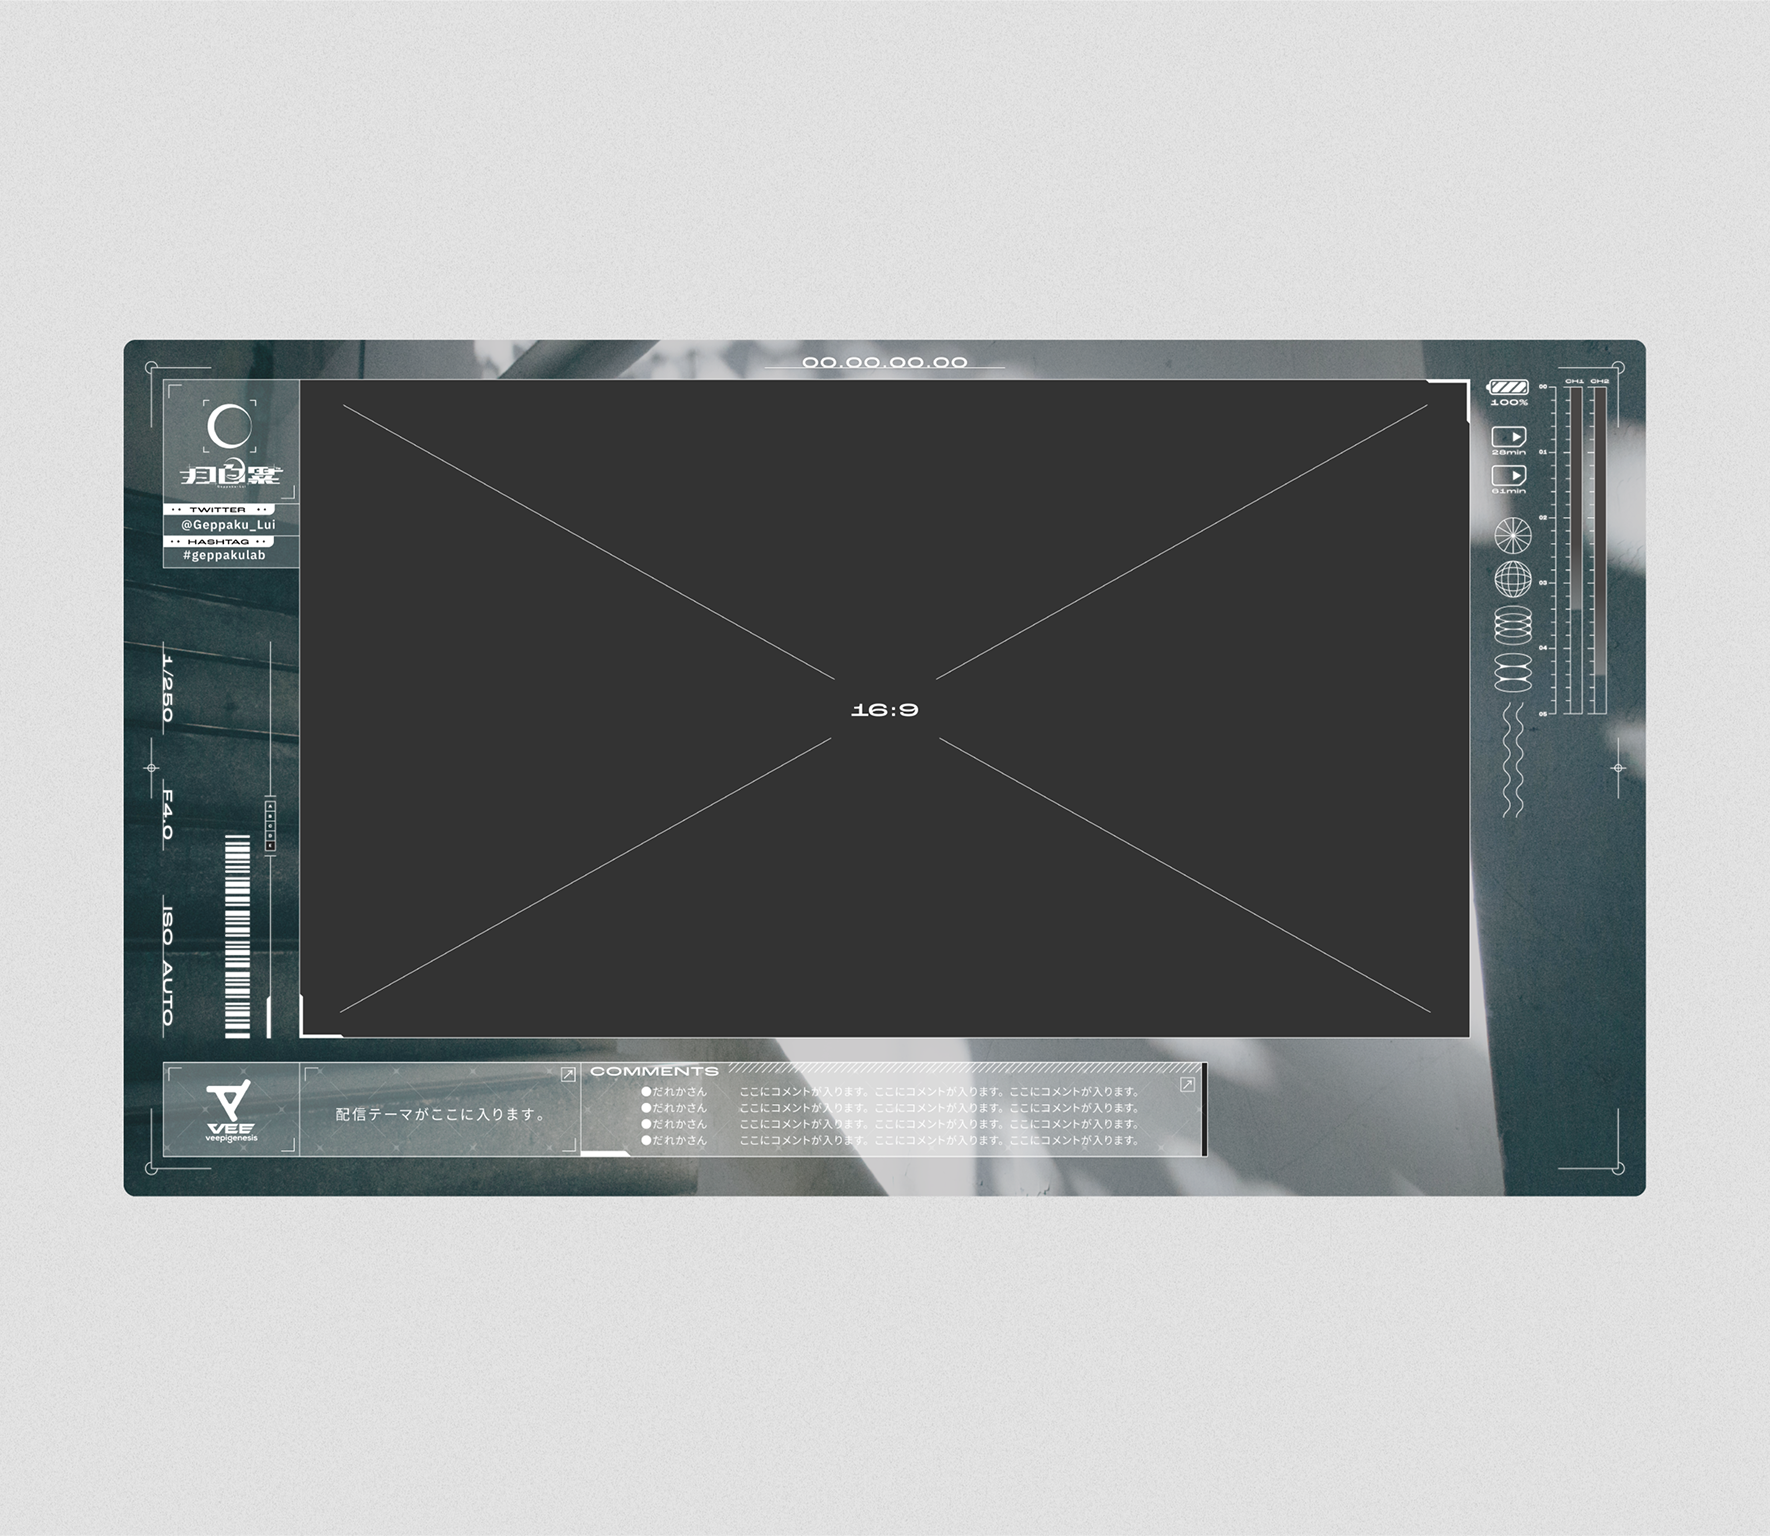 00.00.00.00
月白累
TWITTER
@Geppaku_Lui
HASHTAG
#geppakulab
1/250
F4.0
ISO AUTO
16:9
100%
28min
61min
CH1 CH2
00
01
02
03
04
05
VEE
veepigenesis
配信テーマがここに入ります。
COMMENTS
●だれかさん ここにコメントが入ります。ここにコメントが入ります。ここにコメントが入ります。
●だれかさん ここにコメントが入ります。ここにコメントが入ります。ここにコメントが入ります。
●だれかさん ここにコメントが入ります。ここにコメントが入ります。ここにコメントが入ります。
●だれかさん ここにコメントが入ります。ここにコメントが入ります。ここにコメントが入ります。